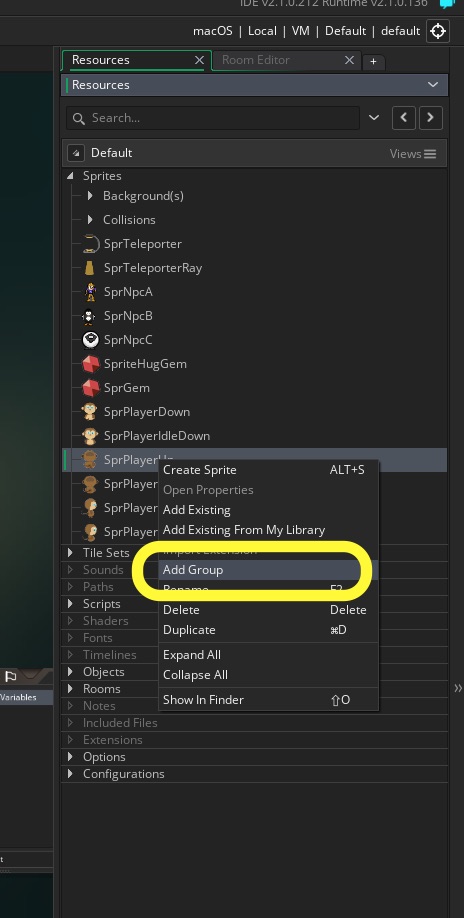 IDE v2.1.0.212 Runtime v2.1.0.136
macOS | Local | VM | Default | default
Resources
Room Editor
+
Resources
Search...
Default
Views
Sprites
Background(s)
Collisions
SprTeleporter
SprTeleporterRay
SprNpcA
SprNpcB
SprNpcC
SpriteHugGem
SprGem
SprPlayerDown
SprPlayerIdleDown
SprPlayerUp
SprPlayer
SprPlayer
SprPlayer
Create Sprite ALT+S
Open Properties
Add Existing
Add Existing From My Library
Import Extension
Add Group
Rename F2
Delete Delete
Duplicate ⌘D
Expand All
Collapse All
Show In Finder ⇧O
Tile Sets
Sounds
Paths
Scripts
Shaders
Fonts
Timelines
Objects
Rooms
Notes
Included Files
Extensions
Options
Configurations
Variables
t